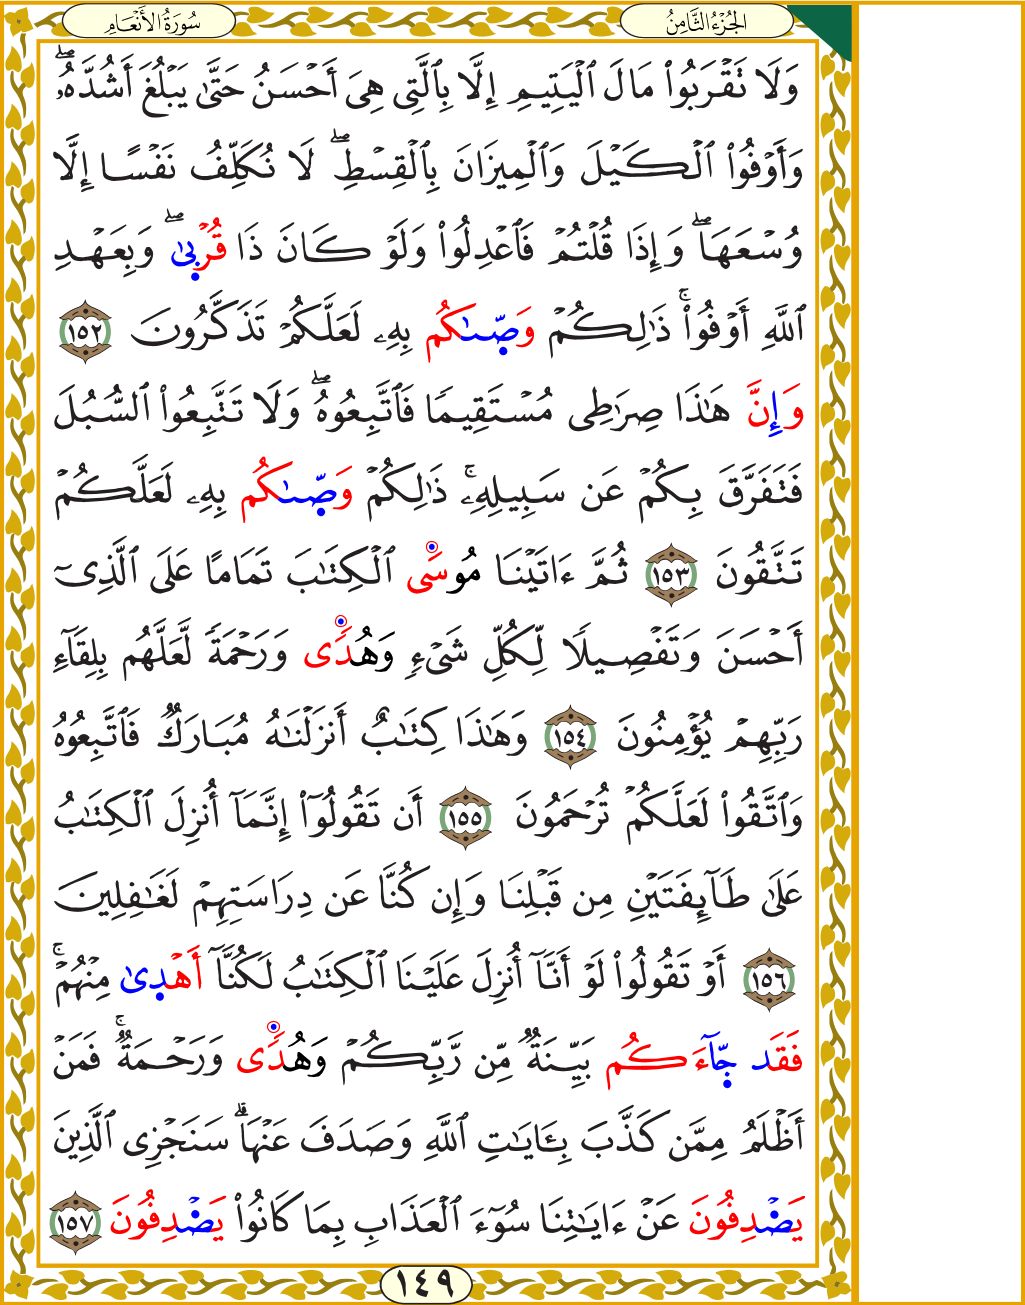 الجُزْءُ الثَّامِنُ
سُورَةُ الأَنْعَامِ
وَلَا تَقْرَبُوا۟ مَالَ ٱلْيَتِيمِ إِلَّا بِٱلَّتِى هِىَ أَحْسَنُ حَتَّىٰ يَبْلُغَ أَشُدَّهُۥۖ
وَأَوْفُوا۟ ٱلْكَيْلَ وَٱلْمِيزَانَ بِٱلْقِسْطِۖ لَا نُكَلِّفُ نَفْسًا إِلَّا
وُسْعَهَاۖ وَإِذَا قُلْتُمْ فَٱعْدِلُوا۟ وَلَوْ كَانَ ذَا قُرْبٜىٰۖ وَبِعَهْدِ
ٱللَّهِ أَوْفُوا۟ۚ ذَٰلِكُمْ وَصّٜىٰكُم بِهِۦ لَعَلَّكُمْ تَذَكَّرُونَ ١٥٢
وَإِنَّ هَٰذَا صِرَٰطِى مُسْتَقِيمًا فَٱتَّبِعُوهُۖ وَلَا تَتَّبِعُوا۟ ٱلسُّبُلَ
فَتَفَرَّقَ بِكُمْ عَن سَبِيلِهِۦۚ ذَٰلِكُمْ وَصّٜىٰكُم بِهِۦ لَعَلَّكُمْ
تَتَّقُونَ ١٥٣ ثُمَّ ءَاتَيْنَا مُوسَى ٱلْكِتَٰبَ تَمَامًا عَلَى ٱلَّذِىٓ
أَحْسَنَ وَتَفْصِيلًا لِّكُلِّ شَىْءٍ وَهُدًى وَرَحْمَةً لَّعَلَّهُم بِلِقَآءِ
رَبِّهِمْ يُؤْمِنُونَ ١٥٤ وَهَٰذَا كِتَٰبٌ أَنزَلْنَٰهُ مُبَارَكٌ فَٱتَّبِعُوهُ
وَٱتَّقُوا۟ لَعَلَّكُمْ تُرْحَمُونَ ١٥٥ أَن تَقُولُوٓا۟ إِنَّمَآ أُنزِلَ ٱلْكِتَٰبُ
عَلَىٰ طَآئِفَتَيْنِ مِن قَبْلِنَا وَإِن كُنَّا عَن دِرَاسَتِهِمْ لَغَٰفِلِينَ
١٥٦ أَوْ تَقُولُوا۟ لَوْ أَنَّآ أُنزِلَ عَلَيْنَا ٱلْكِتَٰبُ لَكُنَّآ أَهْدٜىٰ مِنْهُمْۚ
فَقَد جّٜآءَكُم بَيِّنَةٌ مِّن رَّبِّكُمْ وَهُدًى وَرَحْمَةٌۚ فَمَنْ
أَظْلَمُ مِمَّن كَذَّبَ بِـَٔايَٰتِ ٱللَّهِ وَصَدَفَ عَنْهَاۗ سَنَجْزِى ٱلَّذِينَ
يَصْدِفُونَ عَنْ ءَايَٰتِنَا سُوٓءَ ٱلْعَذَابِ بِمَا كَانُوا۟ يَصْدِفُونَ ١٥٧
١٤٩